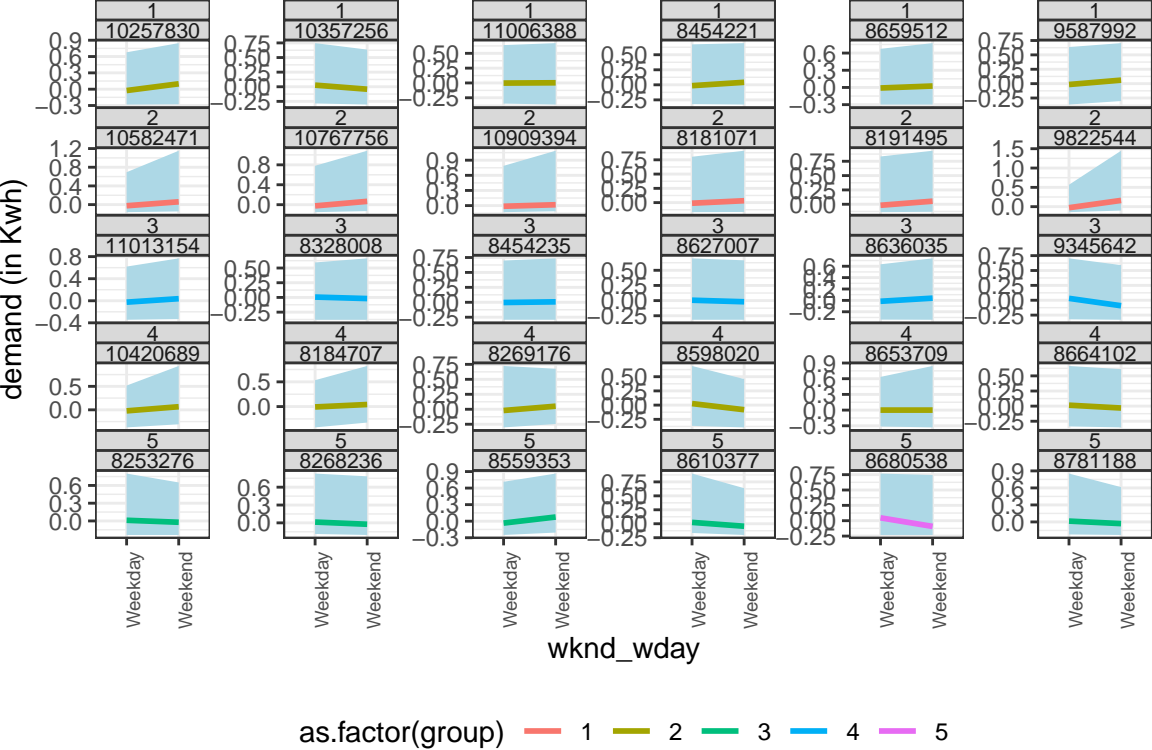 1 1 1 1 1 1
10257830 10357256 11006388 8454221 8659512 9587992
0.9 0.6 0.3 0.0 −0.3
0.75 0.50 0.25 0.00 −0.25
0.50 0.25 0.00 −0.25
0.50 0.25 0.00 −0.25
0.6 0.3 0.0 −0.3
0.75 0.50 0.25 0.00 −0.25
2 2 2 2 2 2
10582471 10767756 10909394 8181071 8191495 9822544
1.2 0.8 0.4 0.0
0.8 0.4 0.0
0.9 0.6 0.3 0.0
0.75 0.50 0.25 0.00
0.75 0.50 0.25 0.00
1.5 1.0 0.5 0.0
3 3 3 3 3 3
11013154 8328008 8454235 8627007 8636035 9345642
0.8 0.4 0.0 −0.4
0.50 0.25 0.00 −0.25
0.75 0.50 0.25 0.00 −0.25
0.50 0.25 0.00 −0.25
0.6 0.4 0.2 0.0 −0.2
0.75 0.50 0.25 0.00 −0.25
4 4 4 4 4 4
10420689 8184707 8269176 8598020 8653709 8664102
0.5 0.0
0.5 0.0
0.75 0.50 0.25 0.00 −0.25
0.50 0.25 0.00 −0.25
0.9 0.6 0.3 0.0 −0.3
0.50 0.25 0.00 −0.25
5 5 5 5 5 5
8253276 8268236 8559353 8610377 8680538 8781188
0.6 0.3 0.0
0.6 0.3 0.0
0.9 0.6 0.3 0.0 −0.3
0.75 0.50 0.25 0.00 −0.25
0.75 0.50 0.25 0.00 −0.25
0.9 0.6 0.3 0.0
demand (in Kwh)
Weekday Weekend Weekday Weekend Weekday Weekend Weekday Weekend Weekday Weekend Weekday Weekend
wknd_wday
as.factor(group) 1 2 3 4 5